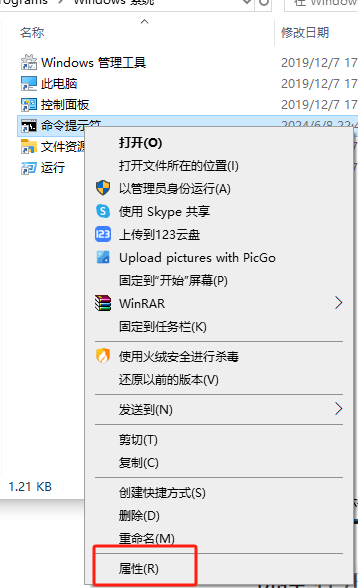 Programs > Windows 系统
在 Window
名称
修改日期
Windows 管理工具
2019/12/7 17
此电脑
2019/12/7 17
控制面板
2019/12/7 17
命令提示符
2024/6/8 22:4
文件资源
运行
打开(O)
打开文件所在的位置(I)
以管理员身份运行(A)
使用 Skype 共享
上传到123云盘
Upload pictures with PicGo
固定到"开始"屏幕(P)
WinRAR
固定到任务栏(K)
使用火绒安全进行杀毒
还原以前的版本(V)
发送到(N)
剪切(T)
复制(C)
1.21 KB
创建快捷方式(S)
删除(D)
重命名(M)
属性(R)